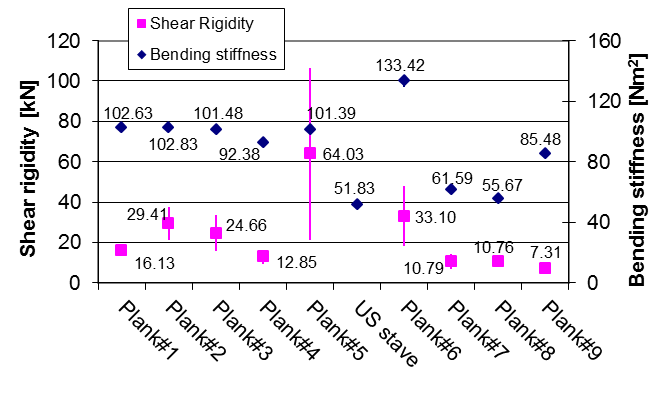 Shear Rigidity
Bending stiffness
120
100
80
60
40
20
0
160
120
80
40
0
Shear rigidity [kN]
Bending stiffness [Nm²]
133.42
102.63
102.83
101.48
92.38
101.39
51.83
61.59
55.67
85.48
16.13
29.41
24.66
12.85
64.03
33.10
10.79
10.76
7.31
Plank#1
Plank#2
Plank#3
Plank#4
Plank#5
US stave
Plank#6
Plank#7
Plank#8
Plank#9